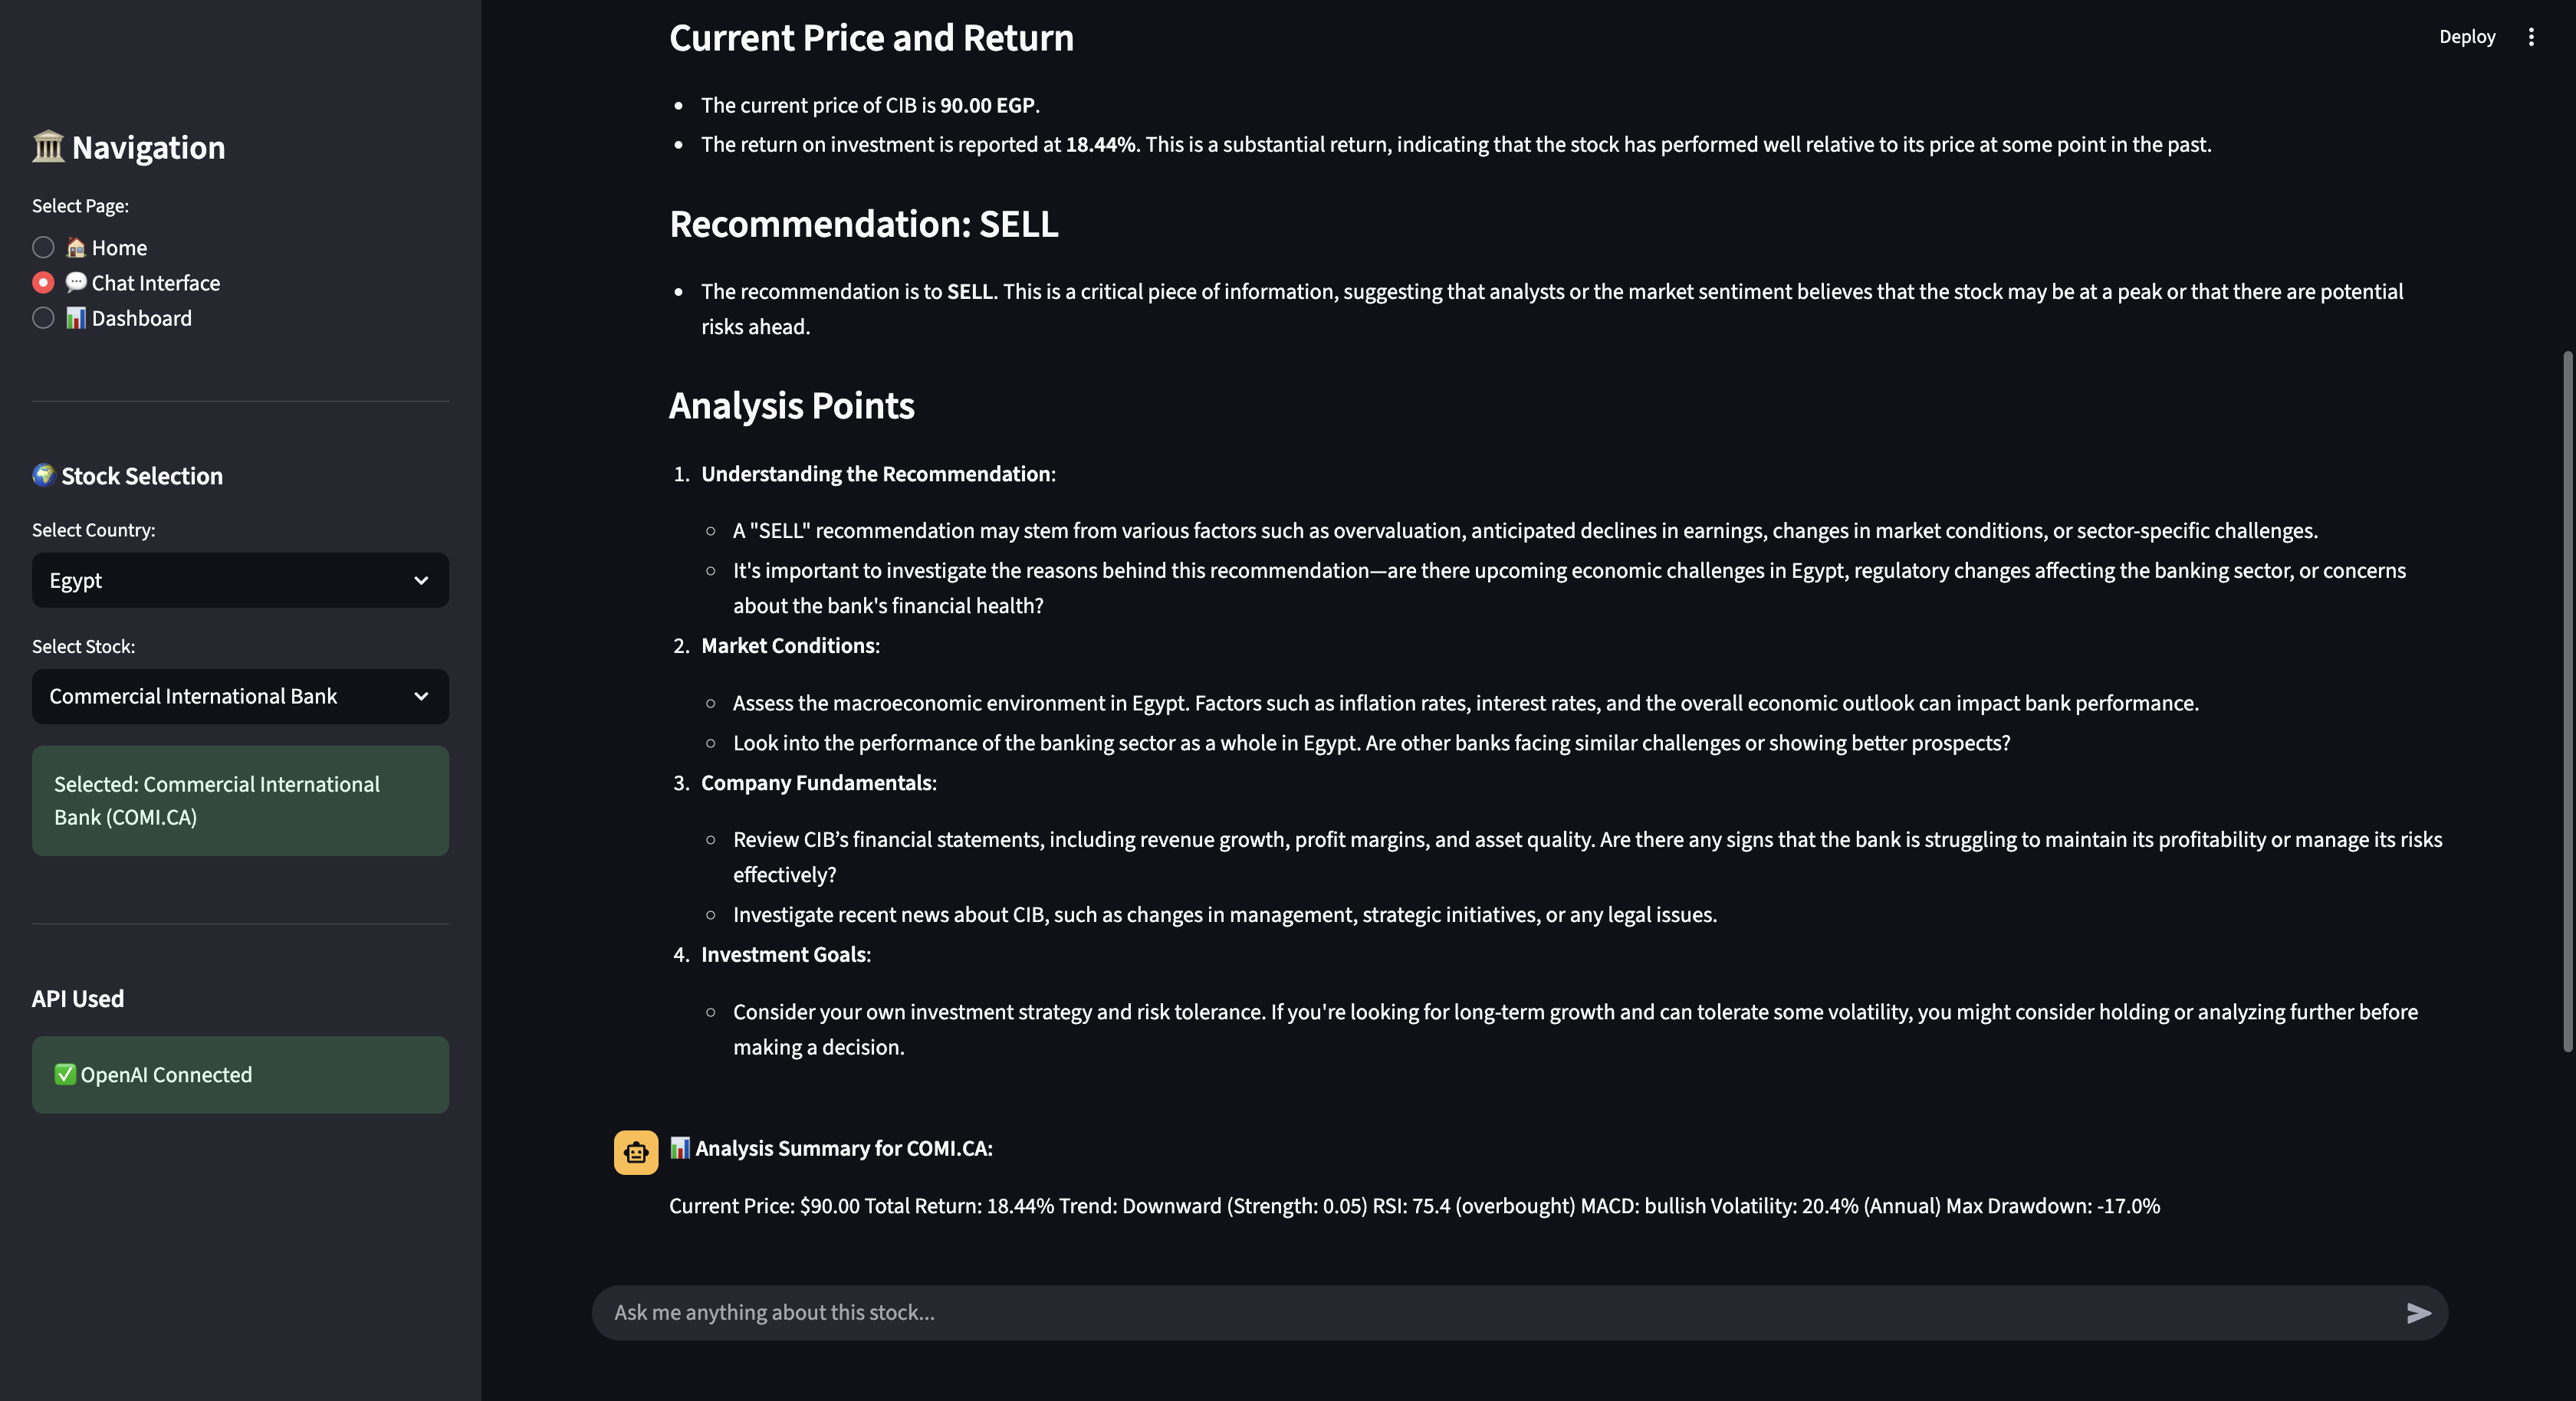 🏛️ Navigation
Select Page:
🏠 Home
💬 Chat Interface
📊 Dashboard
🌍 Stock Selection
Select Country:
Egypt
Select Stock:
Commercial International Bank
Selected: Commercial International
Bank (COMI.CA)
API Used
✅ OpenAI Connected
Deploy
Current Price and Return
• The current price of CIB is 90.00 EGP.
• The return on investment is reported at 18.44%. This is a substantial return, indicating that the stock has performed well relative to its price at some point in the past.
Recommendation: SELL
• The recommendation is to SELL. This is a critical piece of information, suggesting that analysts or the market sentiment believes that the stock may be at a peak or that there are potential
risks ahead.
Analysis Points
1. Understanding the Recommendation:
○ A "SELL" recommendation may stem from various factors such as overvaluation, anticipated declines in earnings, changes in market conditions, or sector-specific challenges.
○ It's important to investigate the reasons behind this recommendation—are there upcoming economic challenges in Egypt, regulatory changes affecting the banking sector, or concerns
about the bank's financial health?
2. Market Conditions:
○ Assess the macroeconomic environment in Egypt. Factors such as inflation rates, interest rates, and the overall economic outlook can impact bank performance.
○ Look into the performance of the banking sector as a whole in Egypt. Are other banks facing similar challenges or showing better prospects?
3. Company Fundamentals:
○ Review CIB’s financial statements, including revenue growth, profit margins, and asset quality. Are there any signs that the bank is struggling to maintain its profitability or manage its risks
effectively?
○ Investigate recent news about CIB, such as changes in management, strategic initiatives, or any legal issues.
4. Investment Goals:
○ Consider your own investment strategy and risk tolerance. If you're looking for long-term growth and can tolerate some volatility, you might consider holding or analyzing further before
making a decision.
📊 Analysis Summary for COMI.CA:
Current Price: $90.00 Total Return: 18.44% Trend: Downward (Strength: 0.05) RSI: 75.4 (overbought) MACD: bullish Volatility: 20.4% (Annual) Max Drawdown: -17.0%
Ask me anything about this stock...